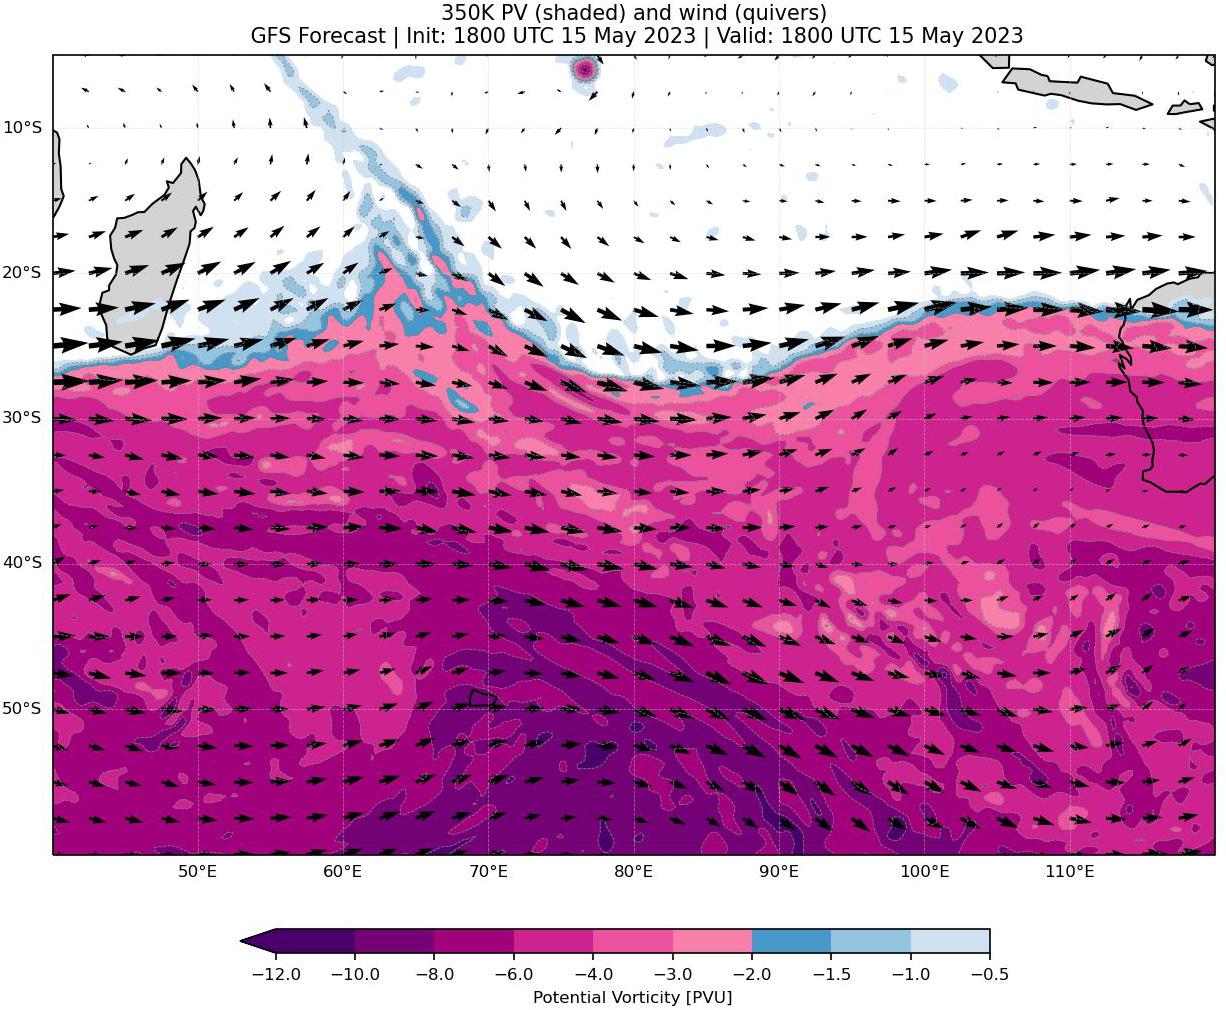 350K PV (shaded) and wind (quivers)
GFS Forecast | Init: 1800 UTC 15 May 2023 | Valid: 1800 UTC 15 May 2023
10°S
20°S
30°S
40°S
50°S
50°E 60°E 70°E 80°E 90°E 100°E 110°E
−12.0 −10.0 −8.0 −6.0 −4.0 −3.0 −2.0 −1.5 −1.0 −0.5
Potential Vorticity [PVU]